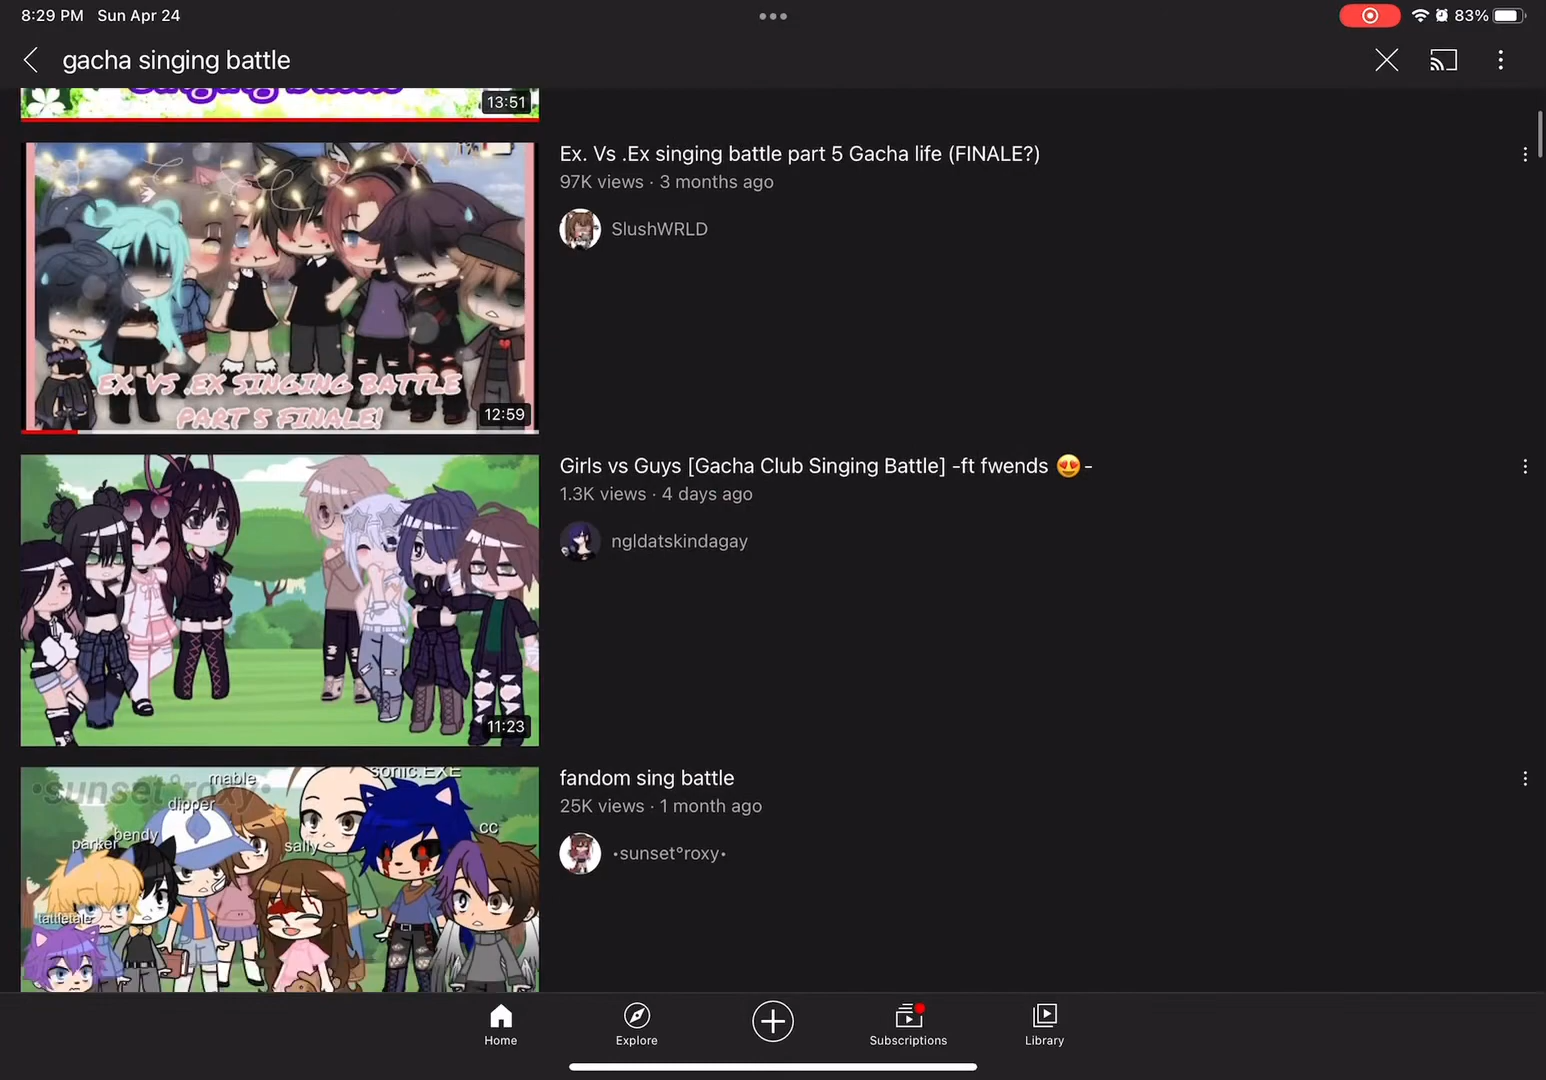 8:29 PM Sun Apr 24
83%
gacha singing battle
Singing Battle
13:51
Ex. Vs .Ex singing battle part 5 Gacha life (FINALE?)
97K views · 3 months ago
SlushWRLD
EX. VS .EX SINGING BATTLE
PART 5 FINALE!
12:59
Girls vs Guys [Gacha Club Singing Battle] -ft fwends 😍-
1.3K views · 4 days ago
ngldatskindagay
11:23
fandom sing battle
25K views · 1 month ago
•sunset°roxy•
•sunset°roxy•
mable
sonic.EXE
dipper
bendy
parker
sally
cc
tattletale
Home
Explore
Subscriptions
Library